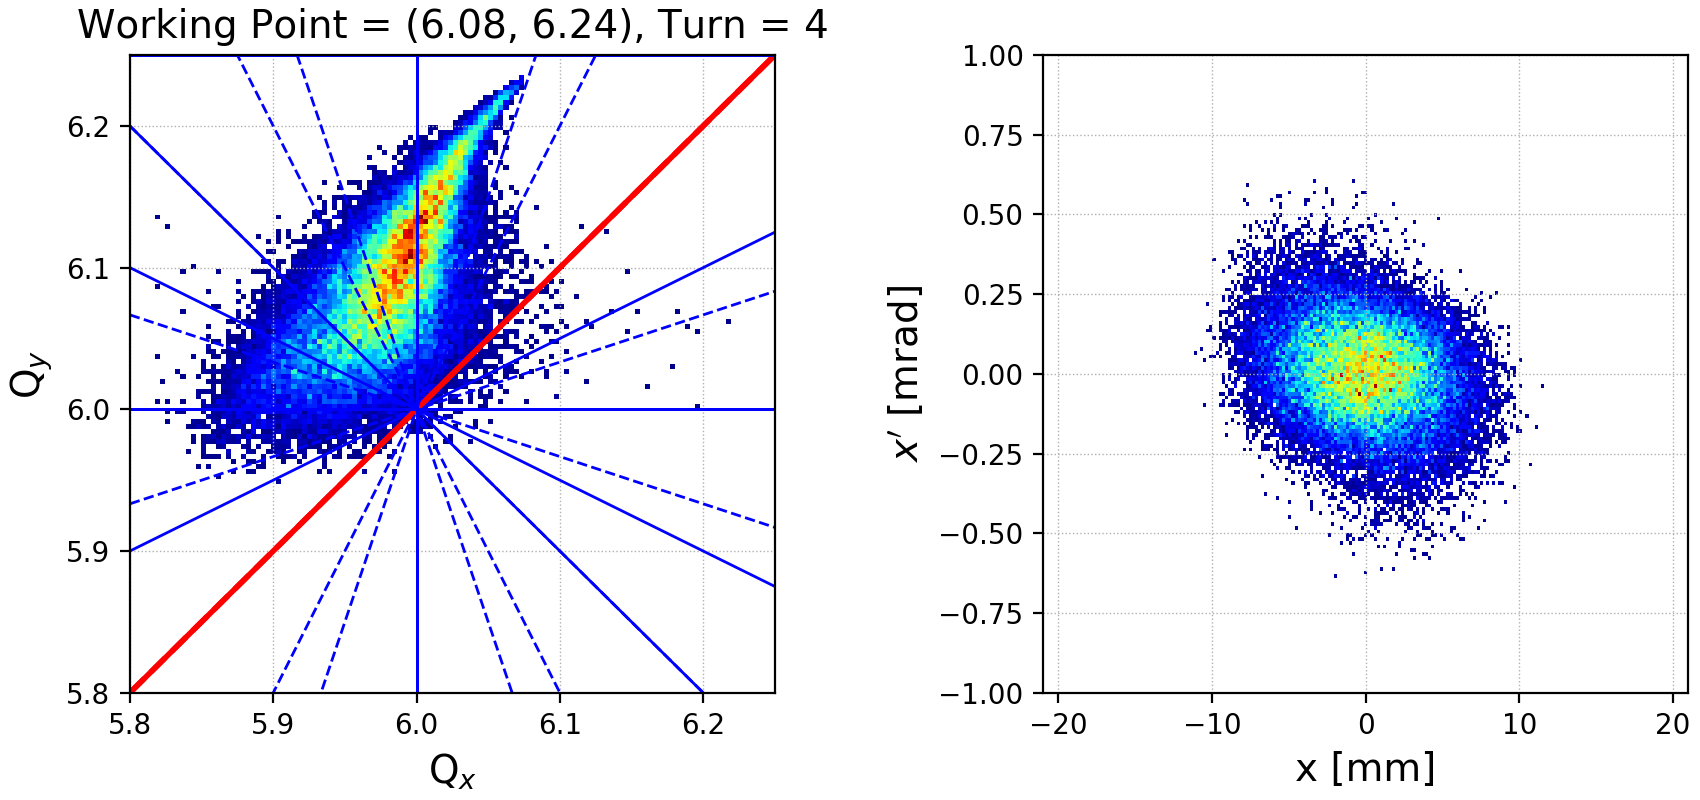 Working Point = (6.08, 6.24), Turn = 4
6.2
6.1
6.0
5.9
5.8
Qy
5.8 5.9 6.0 6.1 6.2
Qx
1.00
0.75
0.50
0.25
0.00
−0.25
−0.50
−0.75
−1.00
x′ [mrad]
−20 −10 0 10 20
x [mm]